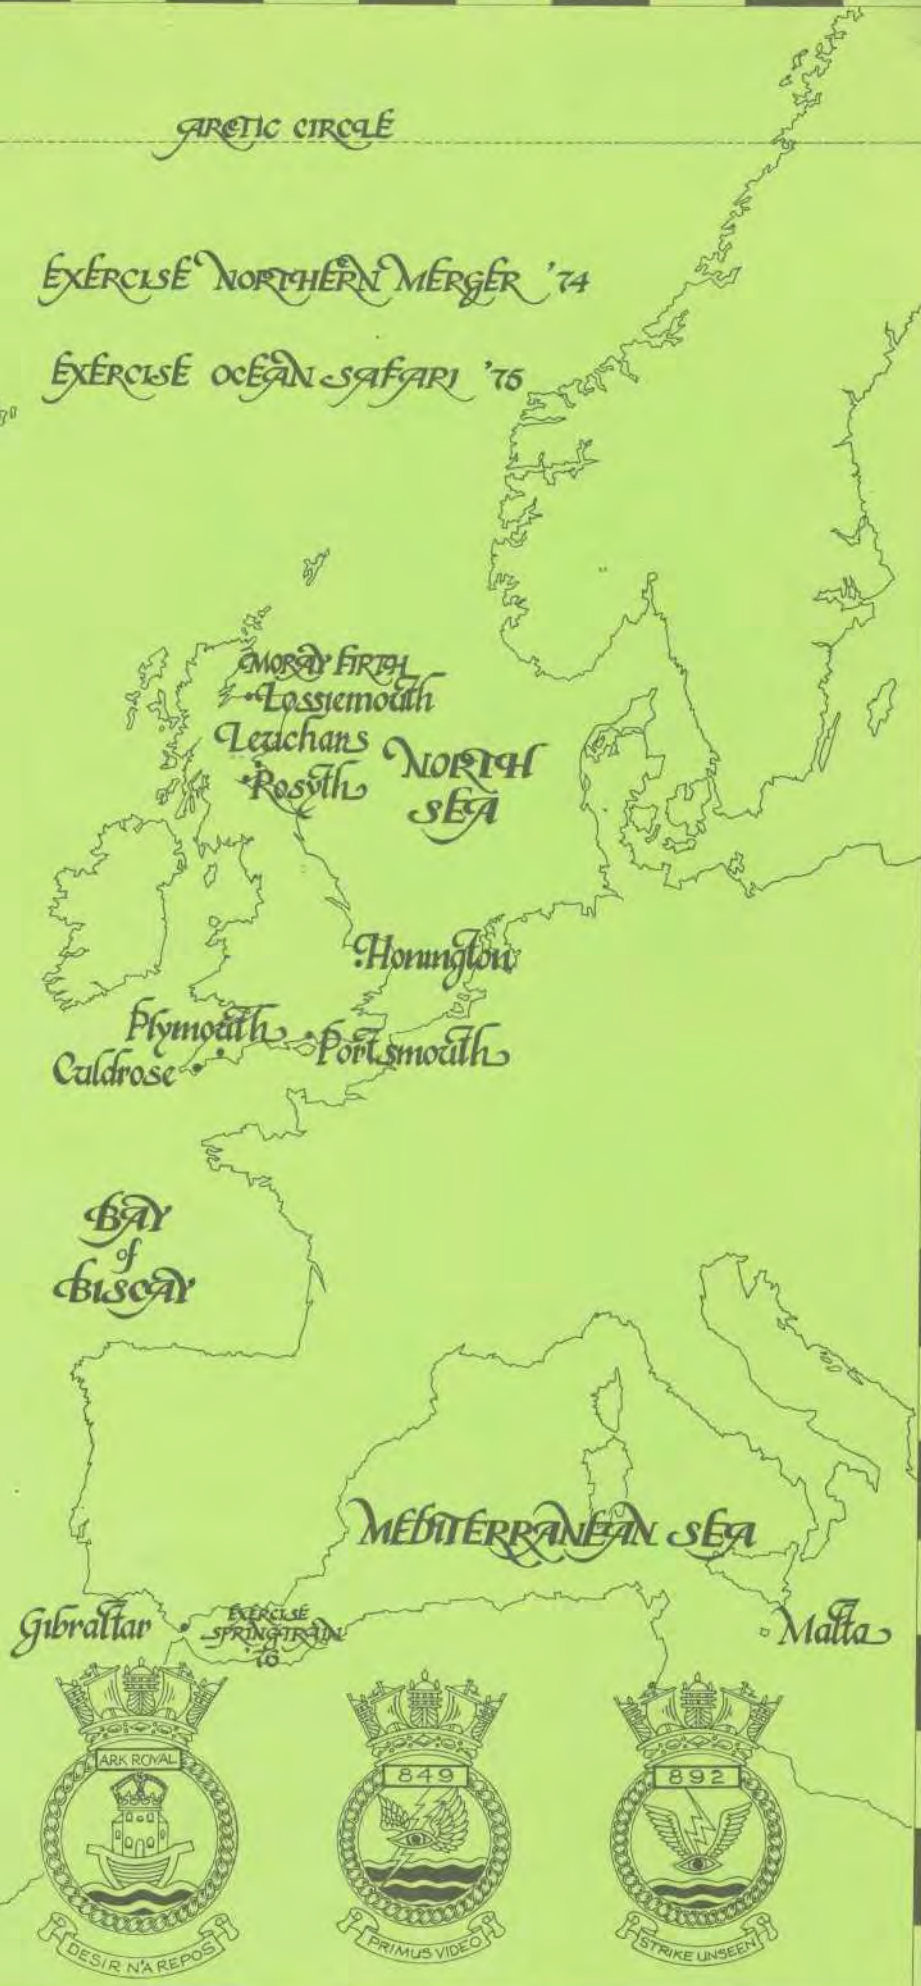 ARCTIC CIRCLE
EXERCISE NORTHERN MERGER '74
EXERCISE OCEAN SAFARI '75
MORAY FIRTH
Lossiemouth
Leuchars
Rosyth
NORTH
SEA
Honington
Plymouth
Portsmouth
Culdrose
BAY
of
BISCAY
MEDITERRANEAN SEA
Gibraltar
EXERCISE
SPRINGTRAIN
'76
Malta
ARK ROYAL
849
892
DESIR N'A REPOS
PRIMUS VIDEO
STRIKE UNSEEN